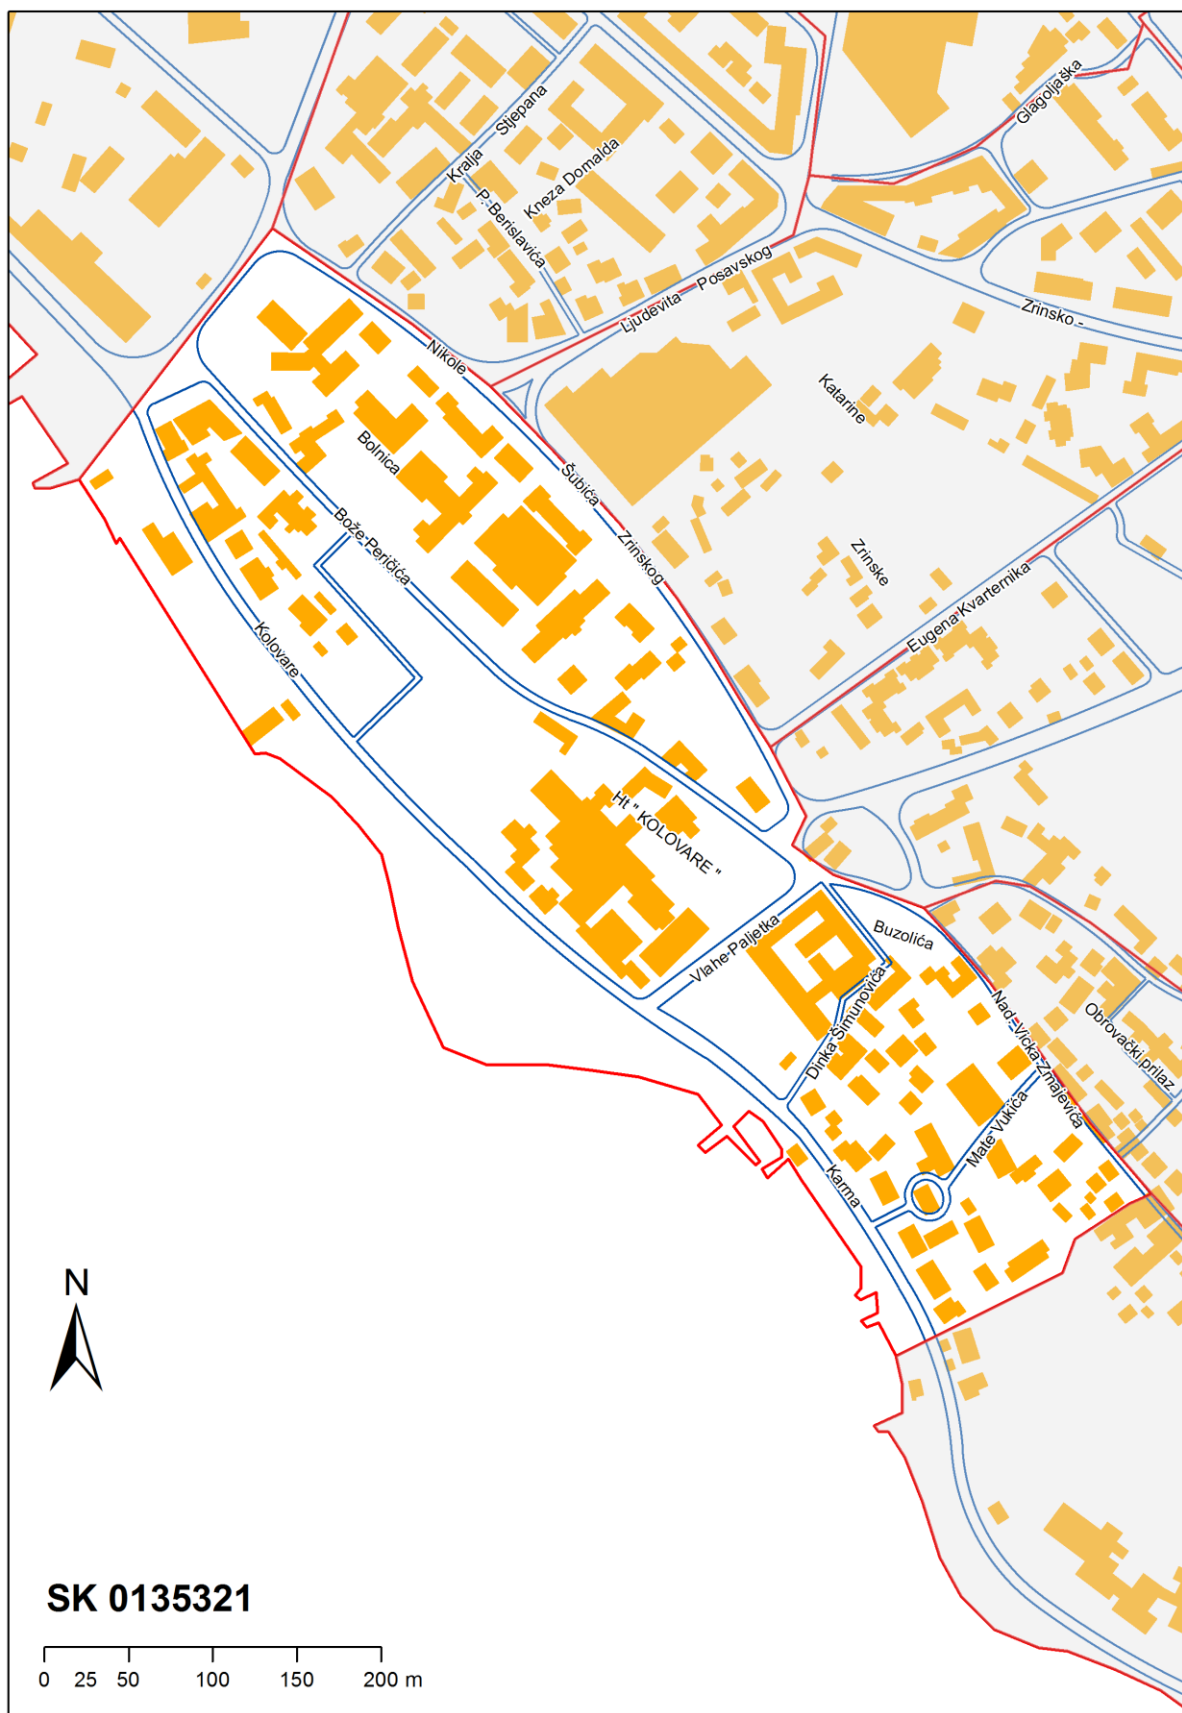 Glagoljaška
Kralja Stjepana
Kneza Domalda
P. Berislavića
Ljudevita Posavskog
Zrinsko -
Nikole Šubića Zrinskog
Katarine Zrinske
Bolnica
Bože Peričića
Eugena Kvarternika
Kolovare
Ht " KOLOVARE "
Vlahe Paljetka
Buzolića
Dinka Šimunovića
Nad. Vicka Zmajevića
Obrovački prilaz
Mate Vukića
Karma
N
SK 0135321
0 25 50 100 150 200 m